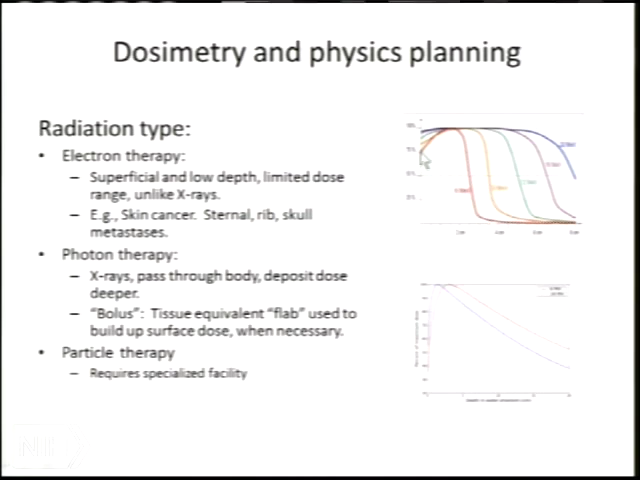 Dosimetry and physics planning
Radiation type:
• Electron therapy:
– Superficial and low depth, limited dose
range, unlike X-rays.
– E.g., Skin cancer. Sternal, rib, skull
metastases.
• Photon therapy:
– X-rays, pass through body, deposit dose
deeper.
– "Bolus": Tissue equivalent "flab" used to
build up surface dose, when necessary.
• Particle therapy
– Requires specialized facility